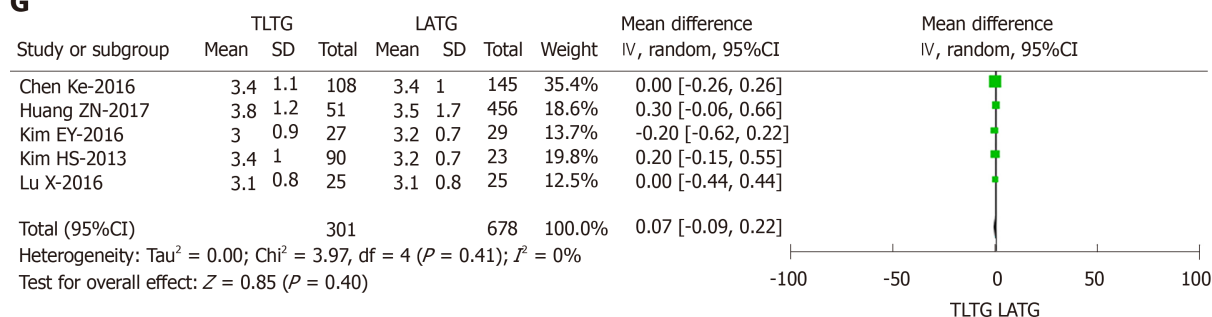 G
TLTG LATG Mean difference Mean difference
Study or subgroup Mean SD Total Mean SD Total Weight IV, random, 95%CI IV, random, 95%CI
Chen Ke-2016 3.4 1.1 108 3.4 1 145 35.4% 0.00 [-0.26, 0.26]
Huang ZN-2017 3.8 1.2 51 3.5 1.7 456 18.6% 0.30 [-0.06, 0.66]
Kim EY-2016 3 0.9 27 3.2 0.7 29 13.7% -0.20 [-0.62, 0.22]
Kim HS-2013 3.4 1 90 3.2 0.7 23 19.8% 0.20 [-0.15, 0.55]
Lu X-2016 3.1 0.8 25 3.1 0.8 25 12.5% 0.00 [-0.44, 0.44]
Total (95%CI) 301 678 100.0% 0.07 [-0.09, 0.22]
Heterogeneity: Tau² = 0.00; Chi² = 3.97, df = 4 (P = 0.41); I² = 0%
Test for overall effect: Z = 0.85 (P = 0.40)
-100 -50 0 50 100
TLTG LATG